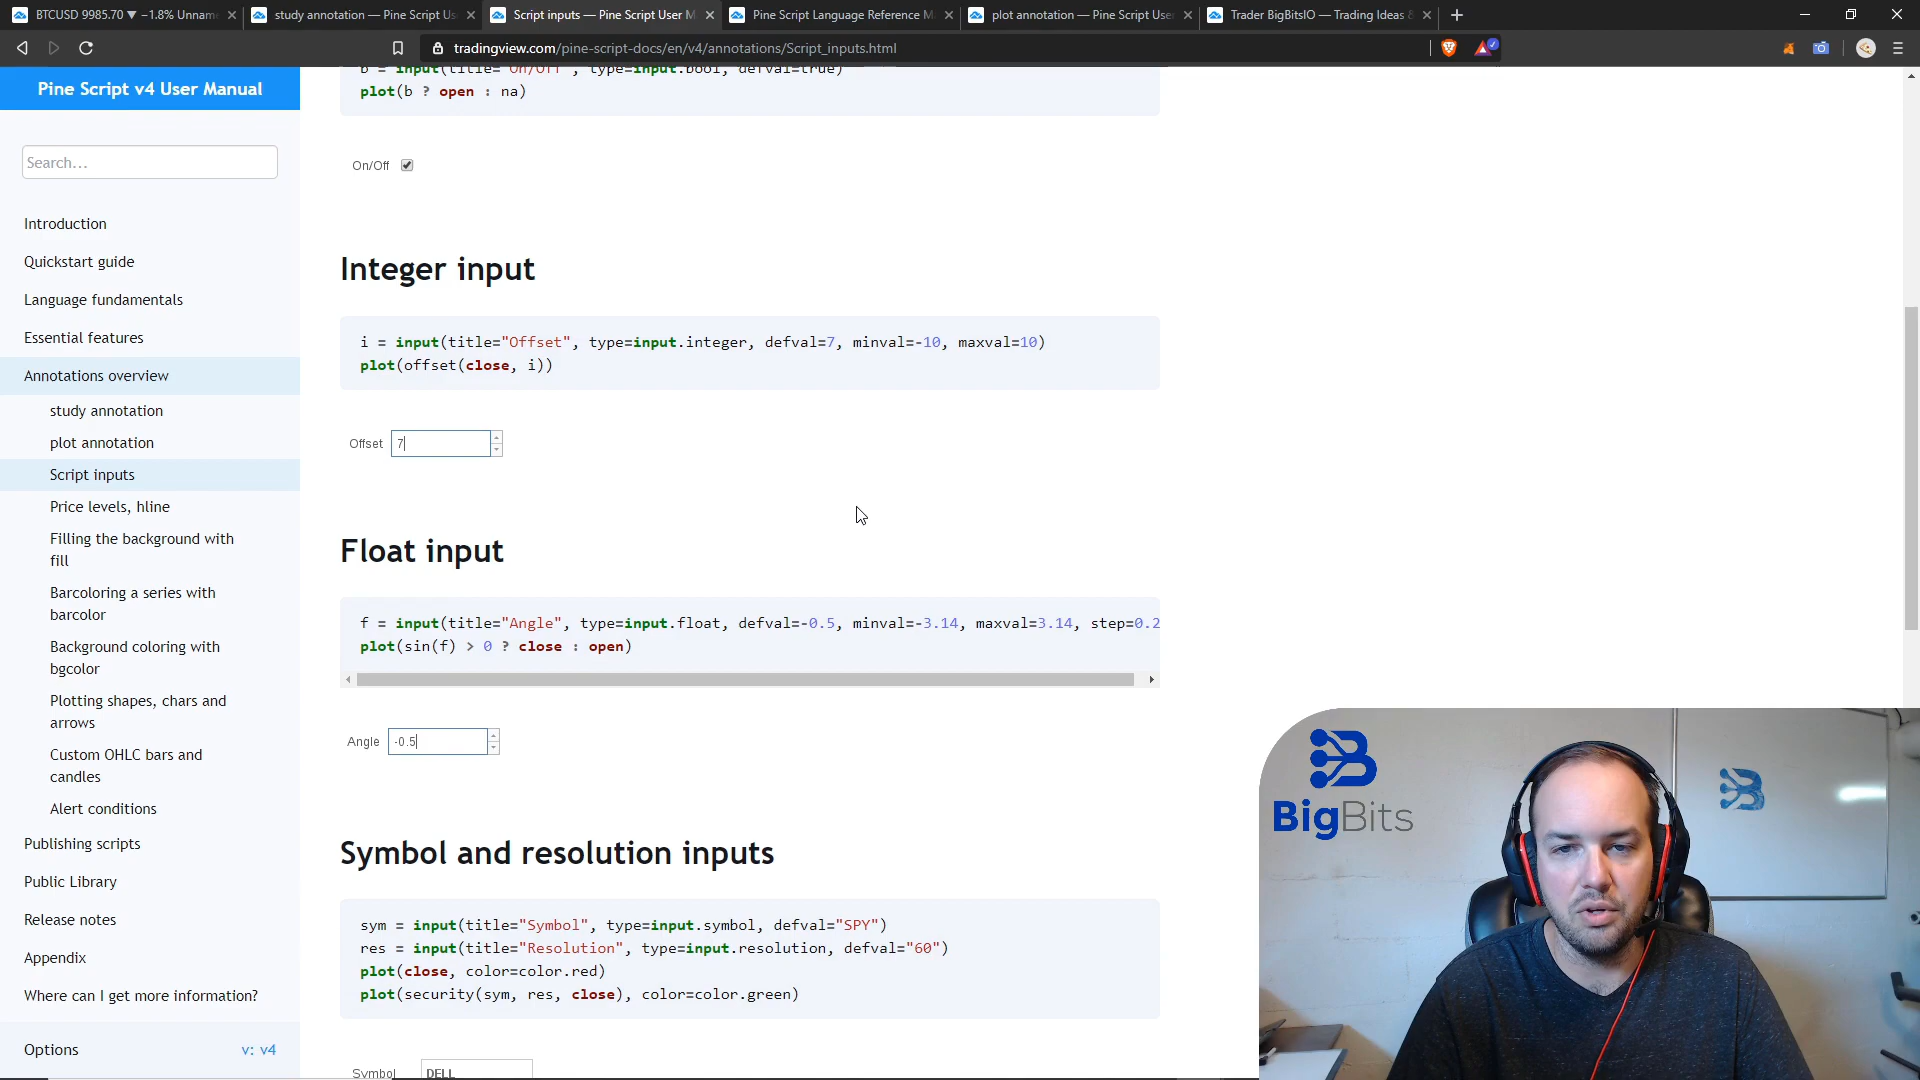 BTCUSD 9985.70 ▼ −1.8% Unnam
study annotation — Pine Script Us
Script inputs — Pine Script User M
Pine Script Language Reference M
plot annotation — Pine Script Use
Trader BigBitsIO — Trading Ideas &
tradingview.com/pine-script-docs/en/v4/annotations/Script_inputs.html
Pine Script v4 User Manual
Search...
Introduction
Quickstart guide
Language fundamentals
Essential features
Annotations overview
study annotation
plot annotation
Script inputs
Price levels, hline
Filling the background with
fill
Barcoloring a series with
barcolor
Background coloring with
bgcolor
Plotting shapes, chars and
arrows
Custom OHLC bars and
candles
Alert conditions
Publishing scripts
Public Library
Release notes
Appendix
Where can I get more information?
Options
v: v4
b = input(title="On/Off", type=input.bool, defval=true)
plot(b ? open : na)
On/Off
Integer input
i = input(title="Offset", type=input.integer, defval=7, minval=-10, maxval=10)
plot(offset(close, i))
Offset 7
Float input
f = input(title="Angle", type=input.float, defval=-0.5, minval=-3.14, maxval=3.14, step=0.2
plot(sin(f) > 0 ? close : open)
Angle -0.5
Symbol and resolution inputs
sym = input(title="Symbol", type=input.symbol, defval="SPY")
res = input(title="Resolution", type=input.resolution, defval="60")
plot(close, color=color.red)
plot(security(sym, res, close), color=color.green)
Symbol DELL
BigBits